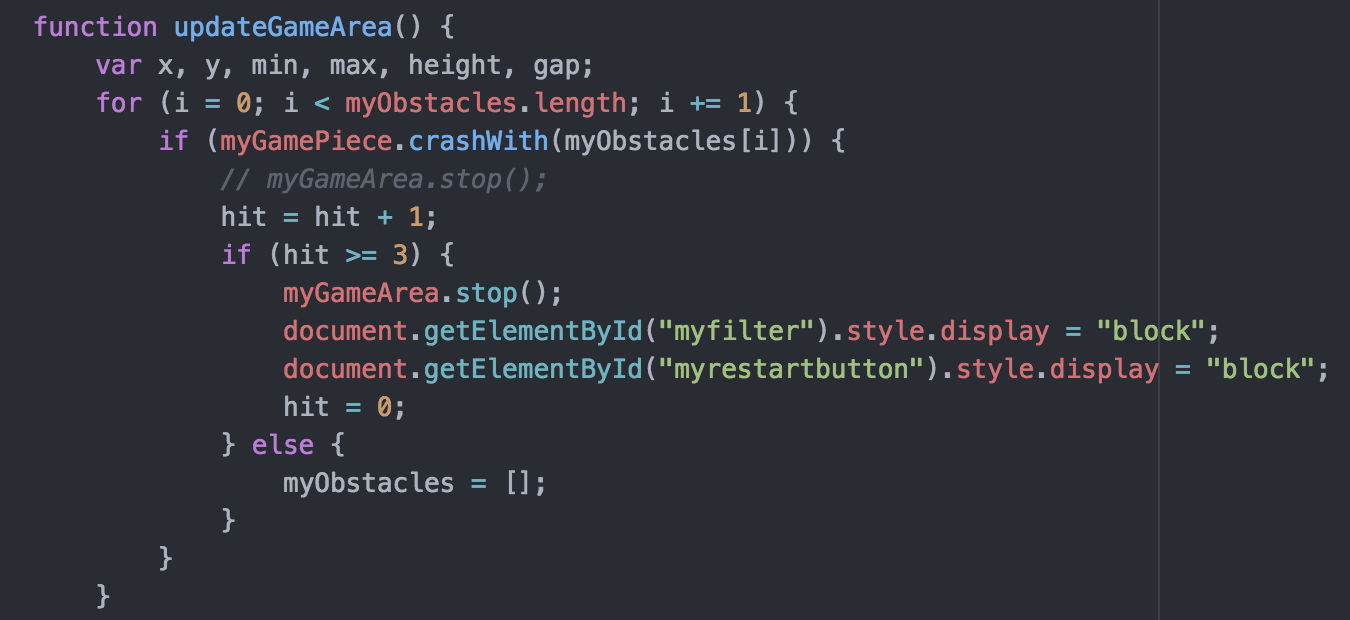 function updateGameArea() {
    var x, y, min, max, height, gap;
    for (i = 0; i < myObstacles.length; i += 1) {
        if (myGamePiece.crashWith(myObstacles[i])) {
            // myGameArea.stop();
            hit = hit + 1;
            if (hit >= 3) {
                myGameArea.stop();
                document.getElementById("myfilter").style.display = "block";
                document.getElementById("myrestartbutton").style.display = "block";
                hit = 0;
            } else {
                myObstacles = [];
            }
        }
    }